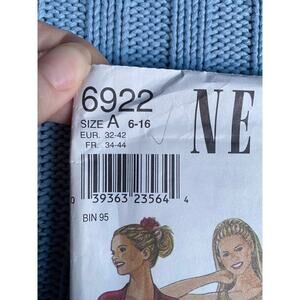 6922
SIZE A 6-16
EUR. 32-42
FR. 34-44
NE
0 39363 23564 4
BIN 95